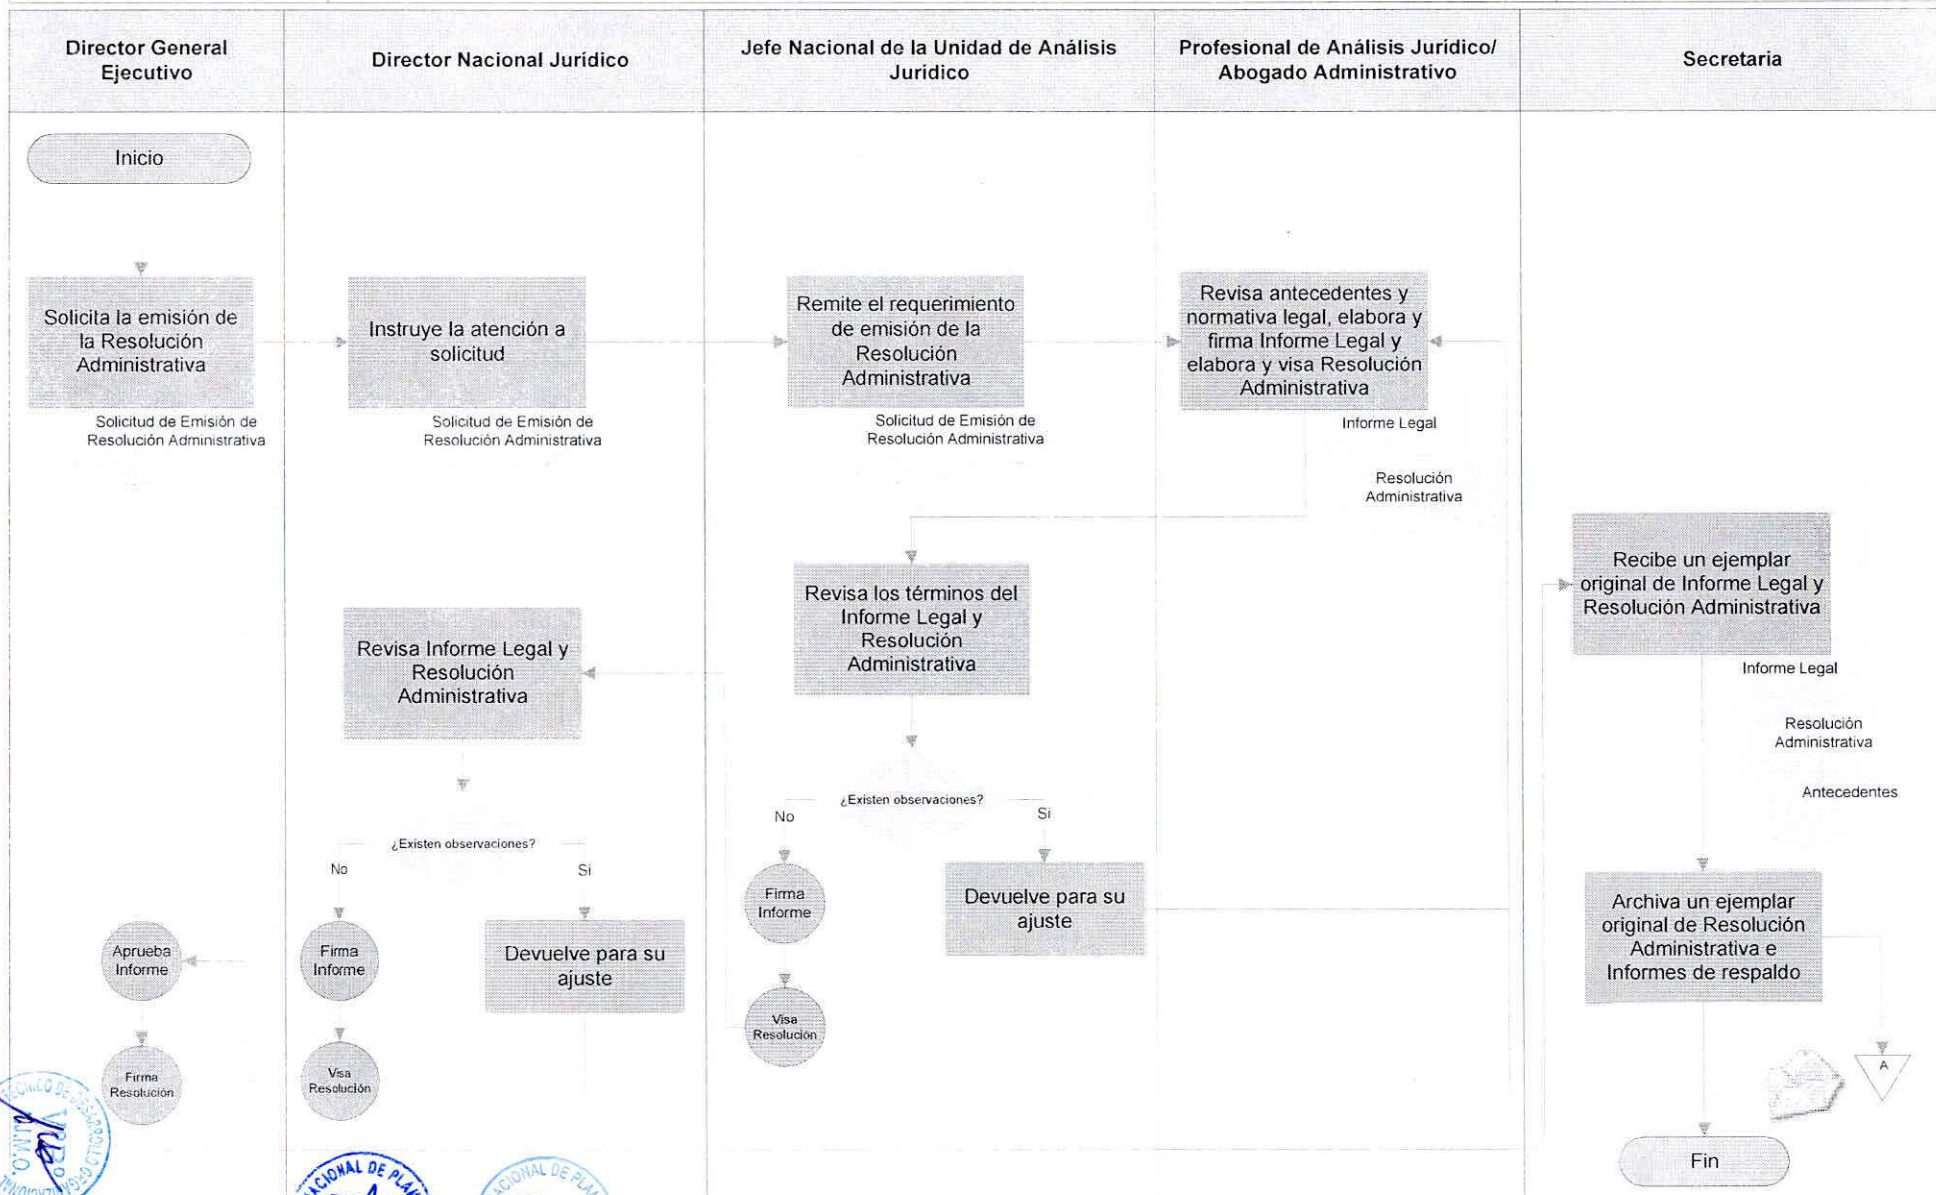 Director General
Ejecutivo
Director Nacional Jurídico
Jefe Nacional de la Unidad de Análisis
Jurídico
Profesional de Análisis Jurídico/
Abogado Administrativo
Secretaria
Inicio
Solicita la emisión de
la Resolución
Administrativa
Solicitud de Emisión de
Resolución Administrativa
Instruye la atención a
solicitud
Solicitud de Emisión de
Resolución Administrativa
Remite el requerimiento
de emisión de la
Resolución
Administrativa
Solicitud de Emisión de
Resolución Administrativa
Revisa antecedentes y
normativa legal, elabora y
firma Informe Legal y
elabora y visa Resolución
Administrativa
Informe Legal
Resolución
Administrativa
Revisa los términos del
Informe Legal y
Resolución
Administrativa
¿Existen observaciones?
No
Si
Firma
Informe
Devuelve para su
ajuste
Visa
Resolución
Revisa Informe Legal y
Resolución
Administrativa
¿Existen observaciones?
No
Si
Firma
Informe
Devuelve para su
ajuste
Visa
Resolución
Aprueba
Informe
Firma
Resolución
Recibe un ejemplar
original de Informe Legal y
Resolución Administrativa
Informe Legal
Resolución
Administrativa
Antecedentes
Archiva un ejemplar
original de Resolución
Administrativa e
Informes de respaldo
A
Fin